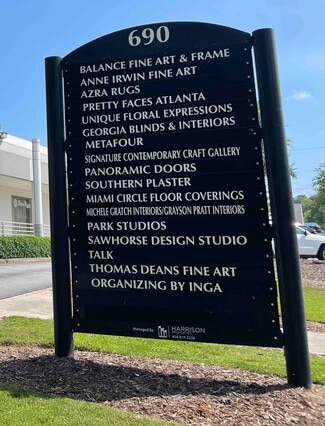 690
BALANCE FINE ART & FRAME
ANNE IRWIN FINE ART
AZRA RUGS
PRETTY FACES ATLANTA
UNIQUE FLORAL EXPRESSIONS
GEORGIA BLINDS & INTERIORS
METAFOUR
SIGNATURE CONTEMPORARY CRAFT GALLERY
PANORAMIC DOORS
SOUTHERN PLASTER
MIAMI CIRCLE FLOOR COVERINGS
MICHELE GRATCH INTERIORS/GRAYSON PRATT INTERIORS
PARK STUDIOS
SAWHORSE DESIGN STUDIO
TALK
THOMAS DEANS FINE ART
ORGANIZING BY INGA
Managed by HARRISON